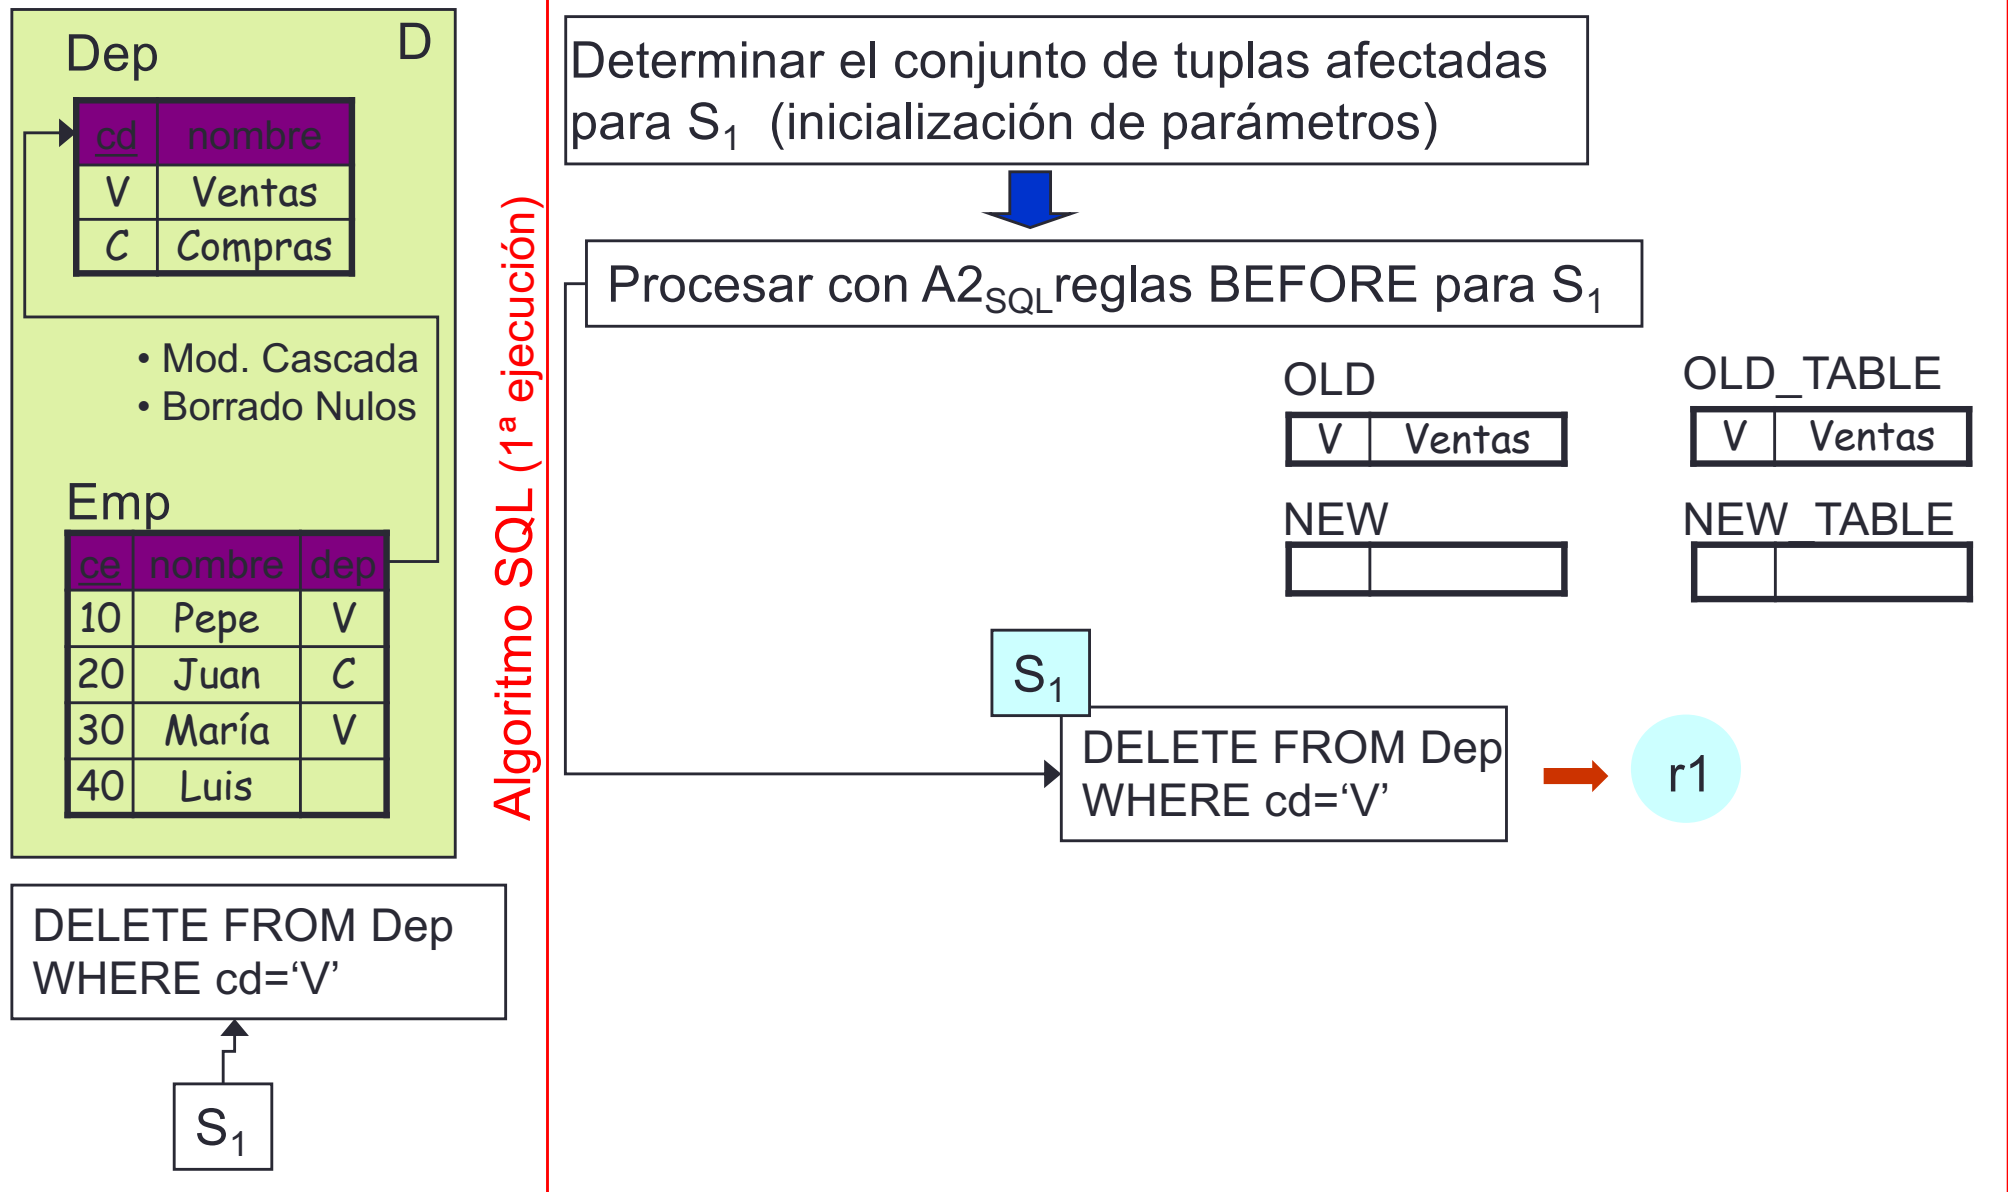 D
Dep
cd nombre
V Ventas
C Compras
• Mod. Cascada
• Borrado Nulos
Emp
ce nombre dep
10 Pepe V
20 Juan C
30 María V
40 Luis
DELETE FROM Dep
WHERE cd=‘V’
S1
Algoritmo SQL (1ª ejecución)
Determinar el conjunto de tuplas afectadas
para S1 (inicialización de parámetros)
Procesar con A2SQL reglas BEFORE para S1
OLD
V Ventas
OLD_TABLE
V Ventas
NEW
NEW_TABLE
S1
DELETE FROM Dep
WHERE cd=‘V’
r1